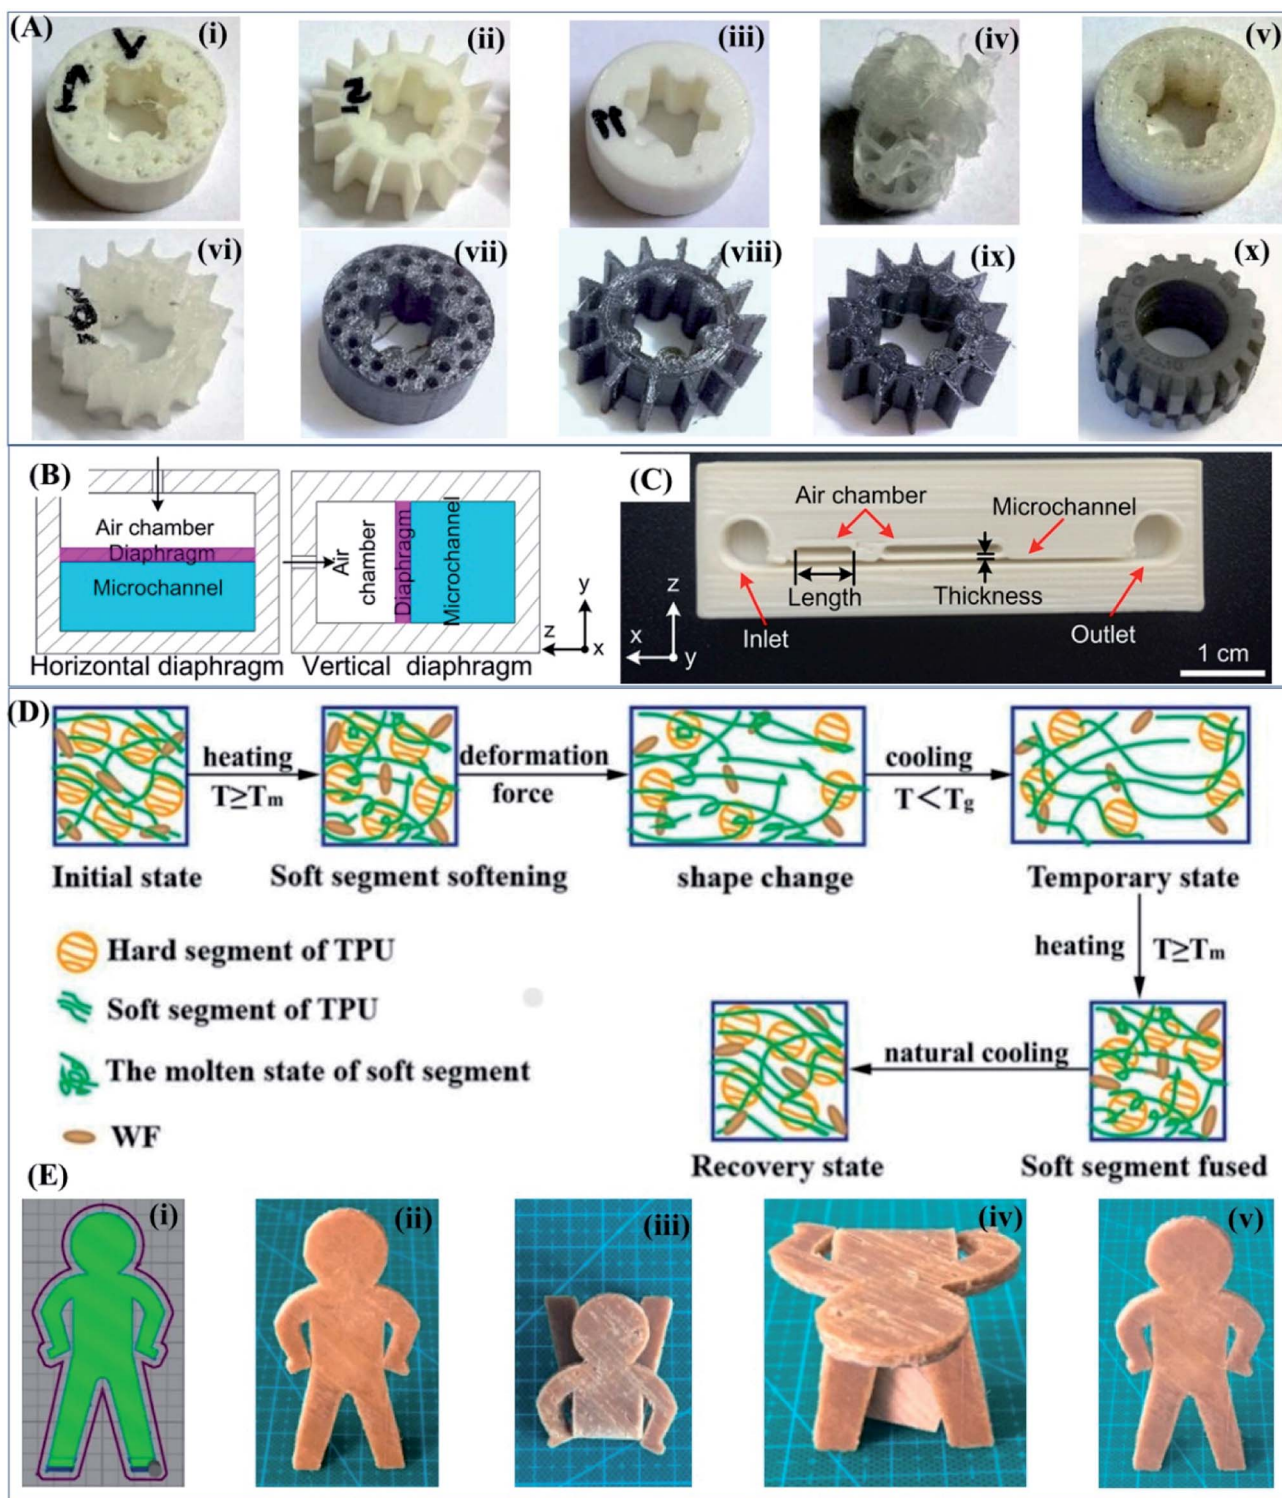 (A)
(i)
(ii)
(iii)
(iv)
(v)
(vi)
(vii)
(viii)
(ix)
(x)
(B)
Air chamber
Diaphragm
Microchannel
Horizontal diaphragm
Air chamber
Diaphragm
Microchannel
Vertical diaphragm
y
z
x
(C)
Air chamber
Microchannel
Length
Thickness
Inlet
Outlet
z
x
y
1 cm
(D)
heating
T≥Tm
deformation
force
cooling
T<Tg
Initial state
Soft segment softening
shape change
Temporary state
heating
T≥Tm
Hard segment of TPU
Soft segment of TPU
The molten state of soft segment
WF
natural cooling
Recovery state
Soft segment fused
(E)
(i)
(ii)
(iii)
(iv)
(v)